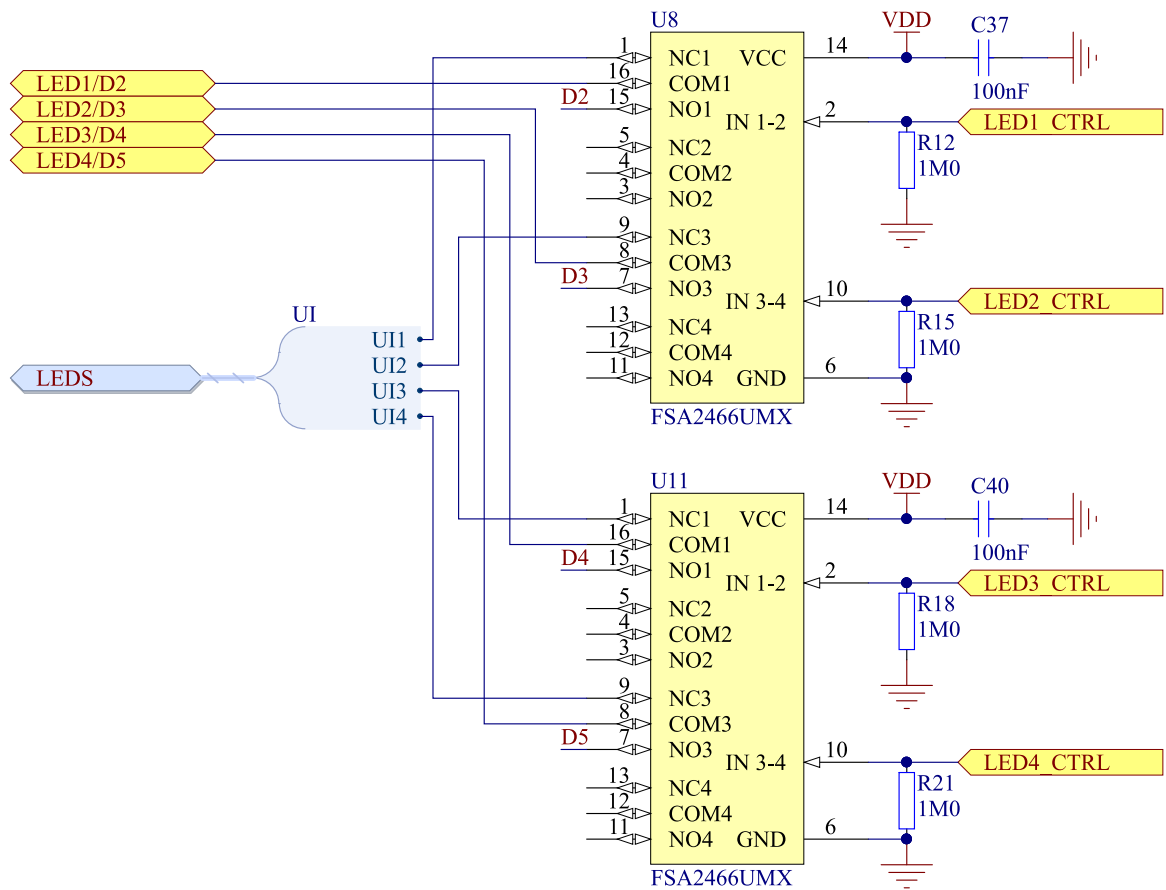 U8
1 NC1 VCC 14
16 COM1
D2 15 NO1
IN 1-2 2
5 NC2
4 COM2
3 NO2
9 NC3
8 COM3
D3 7 NO3
IN 3-4 10
13 NC4
12 COM4
11 NO4 GND 6
FSA2466UMX
VDD
C37
100nF
LED1_CTRL
R12
1M0
LED2_CTRL
R15
1M0
LED1/D2
LED2/D3
LED3/D4
LED4/D5
UI
UI1
UI2
UI3
UI4
LEDS
U11
1 NC1 VCC 14
16 COM1
D4 15 NO1
IN 1-2 2
5 NC2
4 COM2
3 NO2
9 NC3
8 COM3
D5 7 NO3
IN 3-4 10
13 NC4
12 COM4
11 NO4 GND 6
FSA2466UMX
VDD
C40
100nF
LED3_CTRL
R18
1M0
LED4_CTRL
R21
1M0